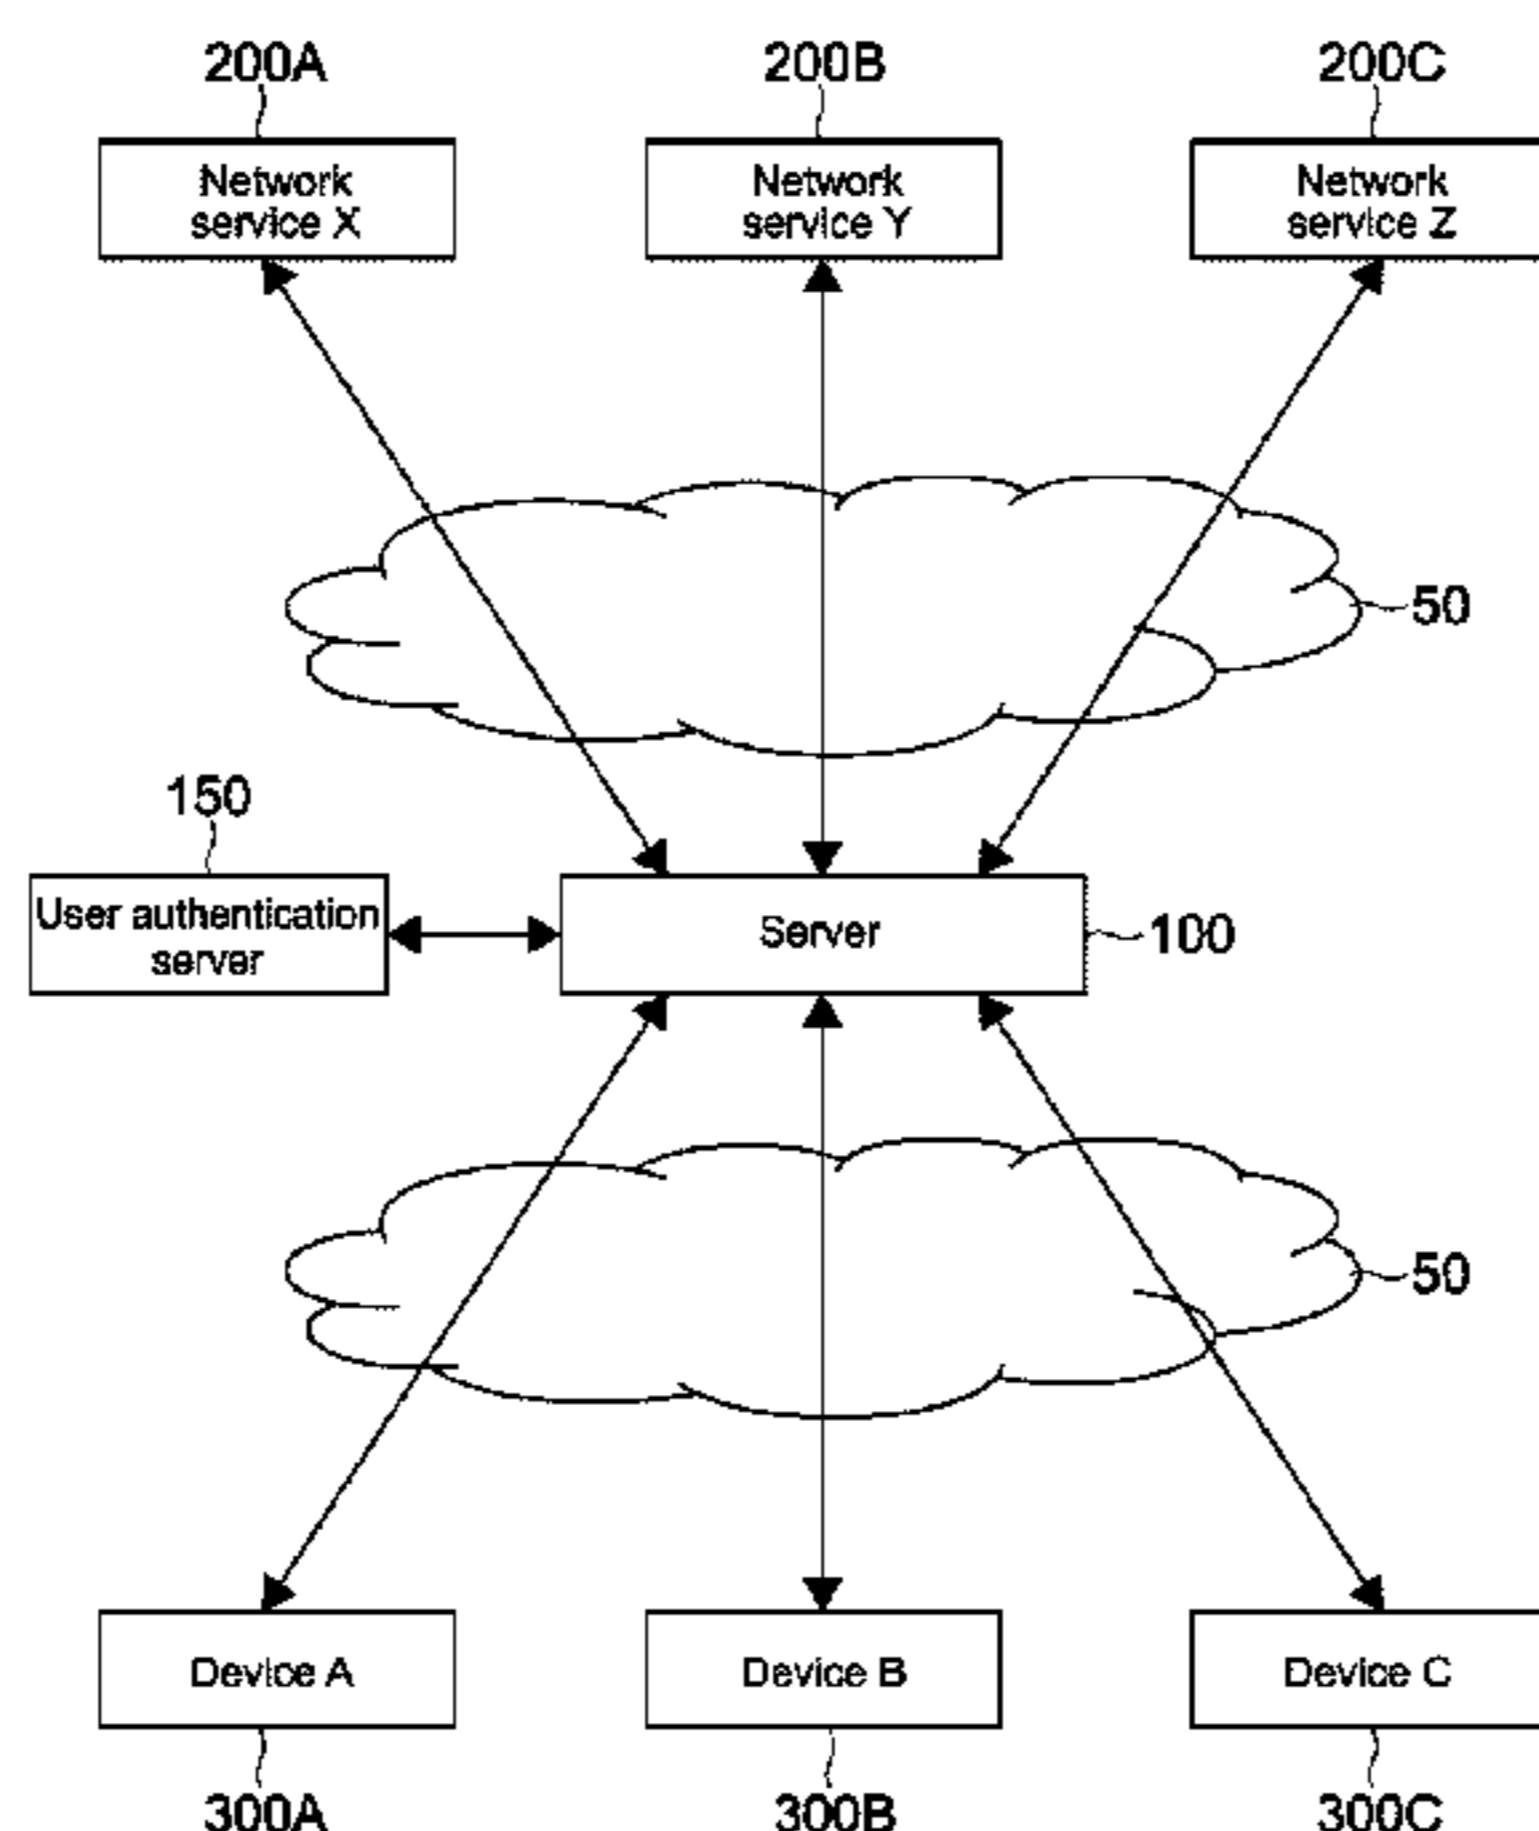 200A 200B 200C
Network
service X
Network
service Y
Network
service Z
50
150
User authentication
server
Server
100
50
Device A
Device B
Device C
300A 300B 300C